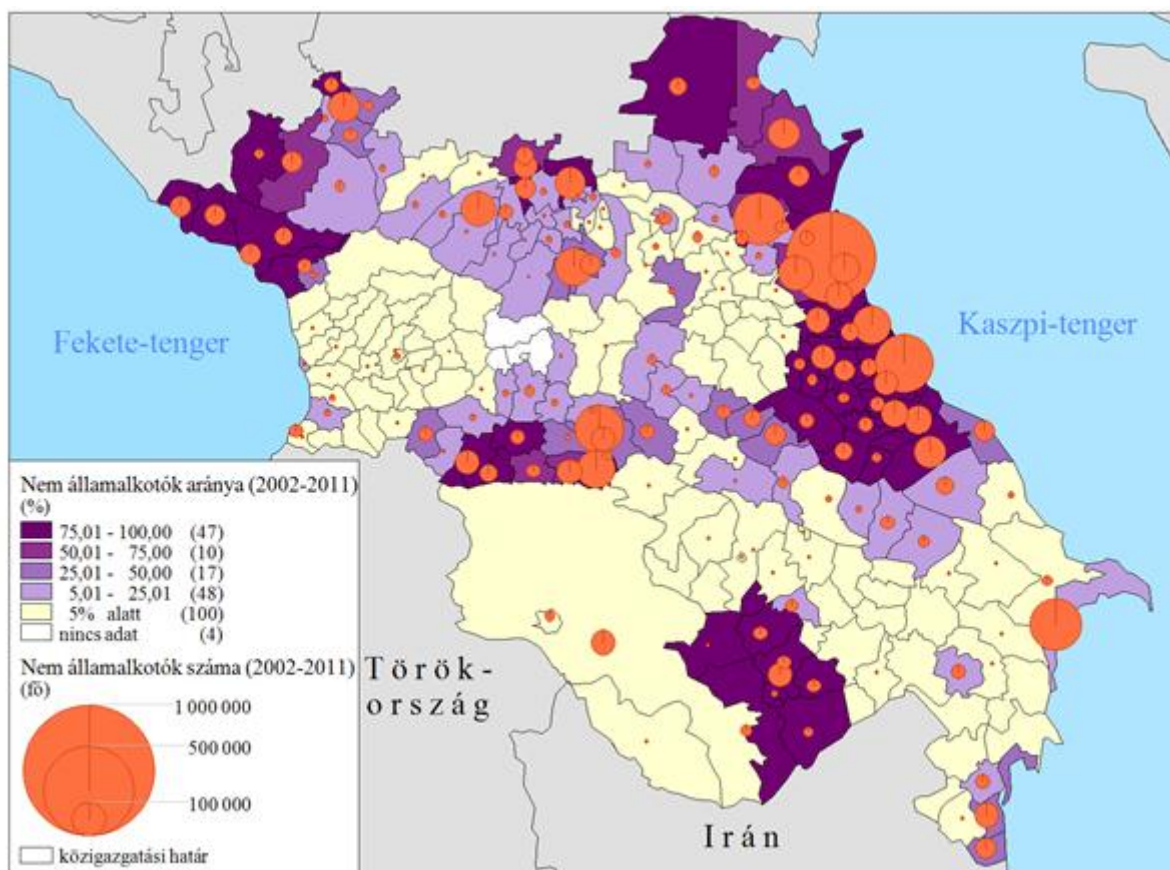 Fekete-tenger
Kaszpi-tenger
Nem államalkotók aránya (2002-2011)
(%)
75,01 - 100,00 (47)
50,01 - 75,00 (10)
25,01 - 50,00 (17)
5,01 - 25,01 (48)
5% alatt (100)
nincs adat (4)
Nem államalkotók száma (2002-2011)
(fő)
1 000 000
500 000
100 000
közigazgatási határ
Török-
ország
Irán